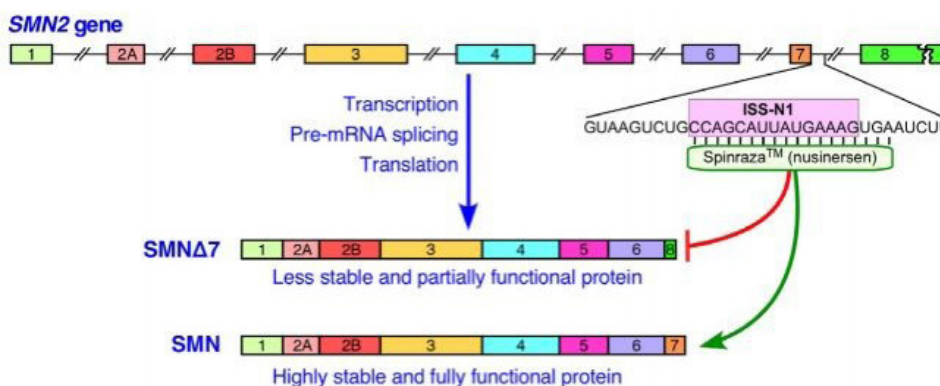 SMN2 gene
1 2A 2B 3 4 5 6 7 8
ISS-N1
GUAAGUCUGCCAGCAUUAUGAAAGUGAAUCUU
Spinraza™ (nusinersen)
Transcription
Pre-mRNA splicing
Translation
SMNΔ7 1 2A 2B 3 4 5 6 8
Less stable and partially functional protein
SMN 1 2A 2B 3 4 5 6 7
Highly stable and fully functional protein